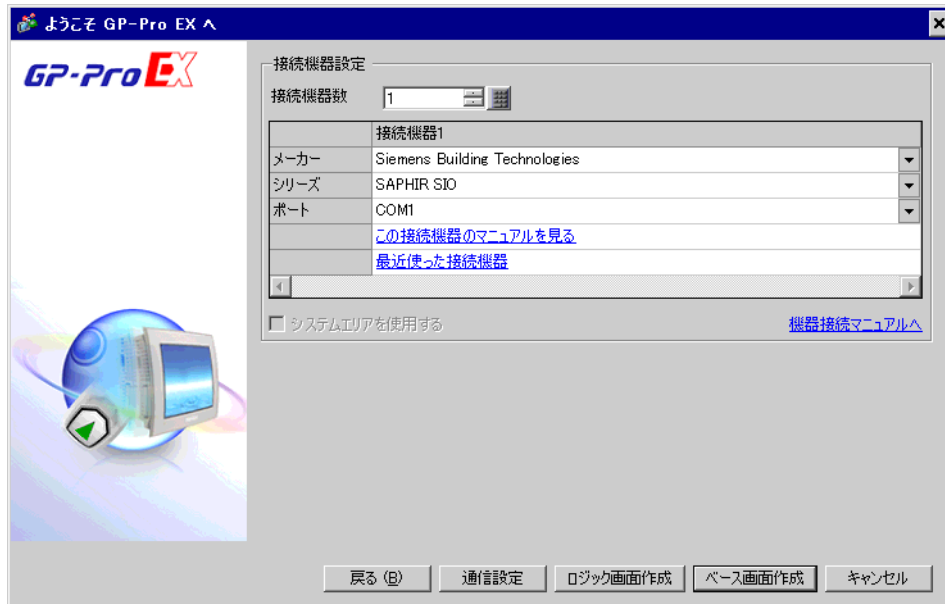 ようこそ GP-Pro EX へ
GP-Pro EX
接続機器設定
接続機器数 1
接続機器1
メーカー Siemens Building Technologies
シリーズ SAPHIR SIO
ポート COM1
この接続機器のマニュアルを見る
最近使った接続機器
システムエリアを使用する 機器接続マニュアルへ
戻る (B) 通信設定 ロジック画面作成 ベース画面作成 キャンセル